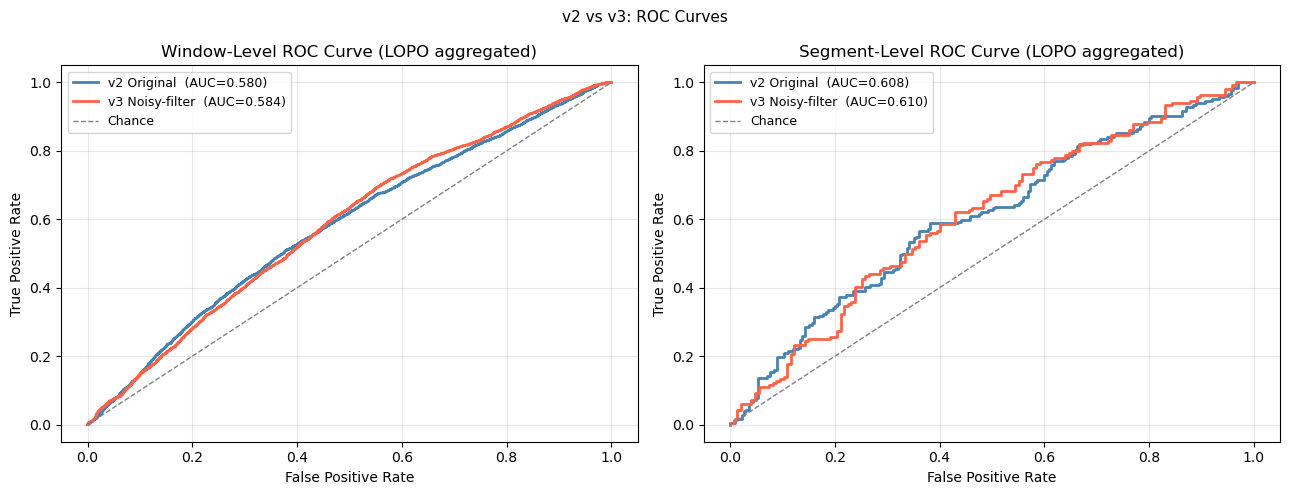 v2 vs v3: ROC Curves
Window-Level ROC Curve (LOPO aggregated)
v2 Original (AUC=0.580)
v3 Noisy-filter (AUC=0.584)
Chance
True Positive Rate
1.0
0.8
0.6
0.4
0.2
0.0
0.0 0.2 0.4 0.6 0.8 1.0
False Positive Rate
Segment-Level ROC Curve (LOPO aggregated)
v2 Original (AUC=0.608)
v3 Noisy-filter (AUC=0.610)
Chance
True Positive Rate
1.0
0.8
0.6
0.4
0.2
0.0
0.0 0.2 0.4 0.6 0.8 1.0
False Positive Rate